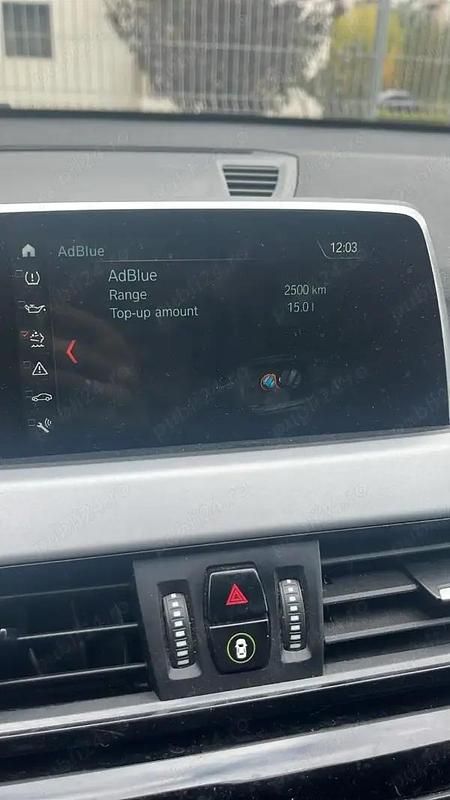 AdBlue
12:03
AdBlue
Range 2500 km
Top-up amount 15.0 l